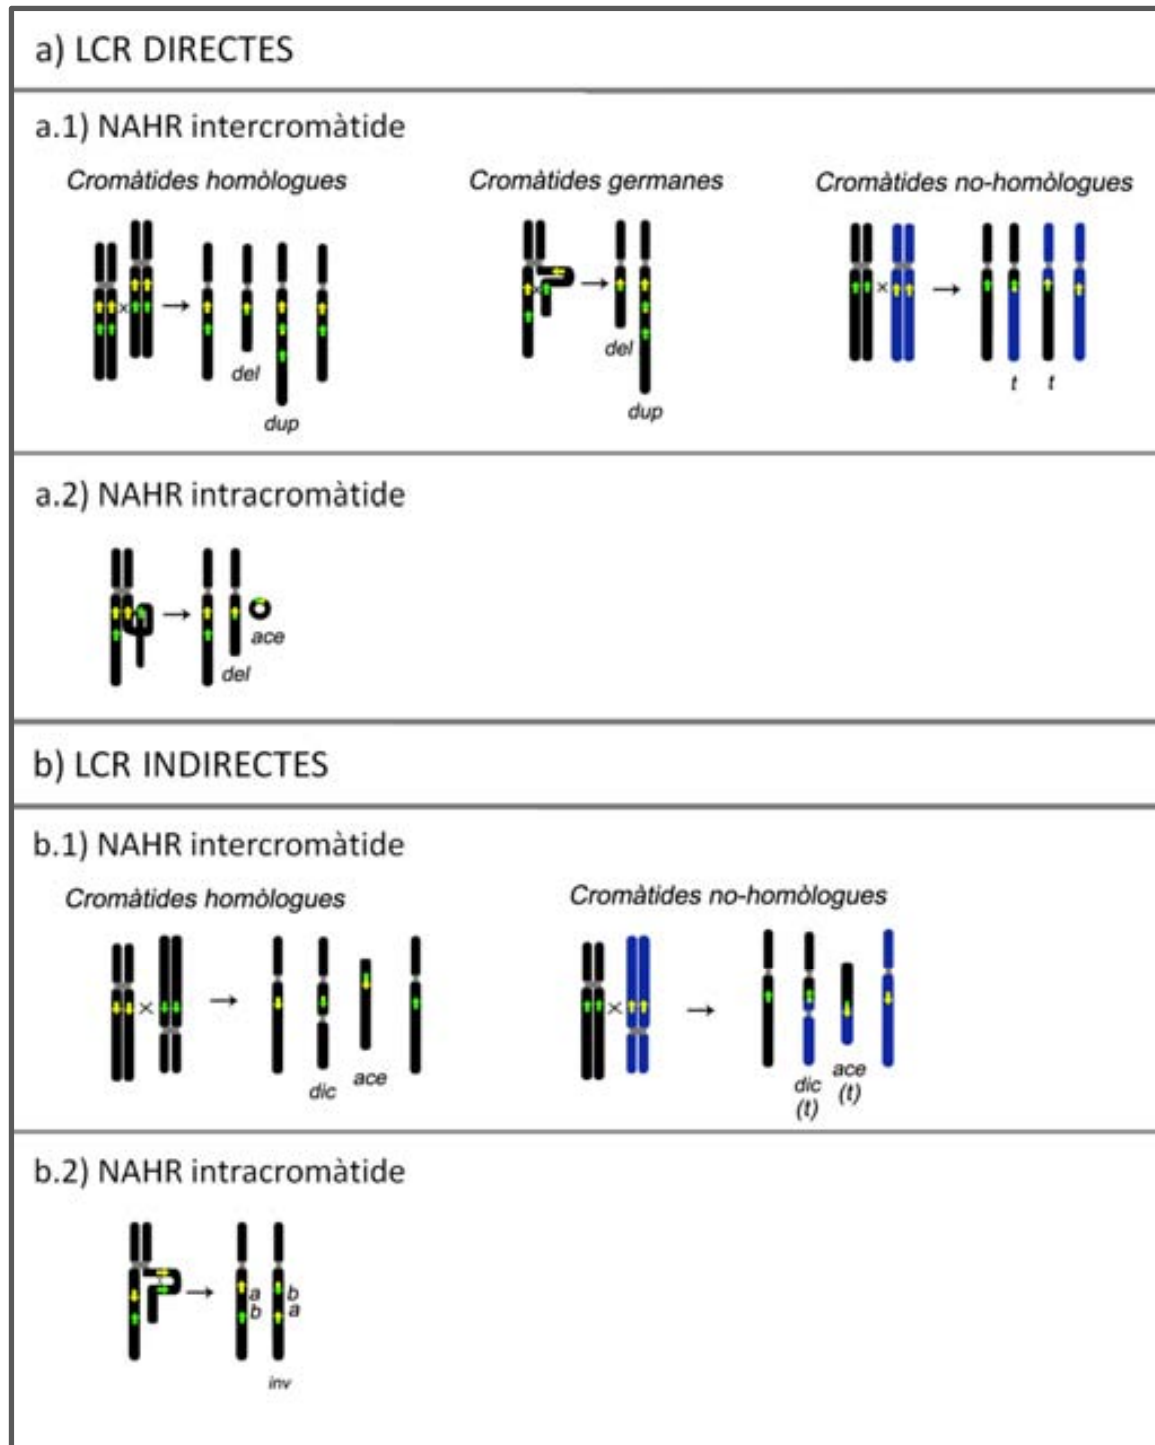 a) LCR DIRECTES
a.1) NAHR intercromàtide
Cromàtides homòlogues
Cromàtides germanes
Cromàtides no-homòlogues
×
→
del
dup
×
→
del
dup
×
→
t
t
a.2) NAHR intracromàtide
→
ace
del
b) LCR INDIRECTES
b.1) NAHR intercromàtide
Cromàtides homòlogues
Cromàtides no-homòlogues
×
→
dic
ace
×
→
dic
(t)
ace
(t)
b.2) NAHR intracromàtide
→
a
b
b
a
inv